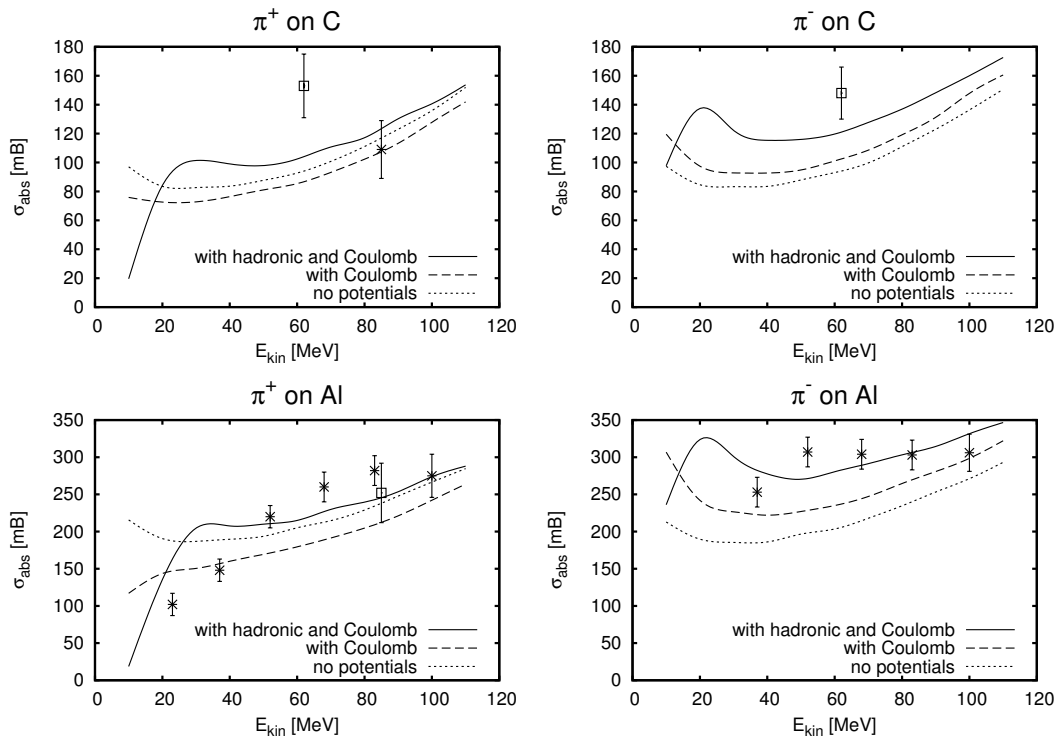 π+ on C
180
160
140
120
100
80
60
40
20
0
σabs [mB]
with hadronic and Coulomb
with Coulomb
no potentials
0 20 40 60 80 100 120
Ekin [MeV]
π- on C
180
160
140
120
100
80
60
40
20
0
σabs [mB]
with hadronic and Coulomb
with Coulomb
no potentials
0 20 40 60 80 100 120
Ekin [MeV]
π+ on Al
350
300
250
200
150
100
50
0
σabs [mB]
with hadronic and Coulomb
with Coulomb
no potentials
0 20 40 60 80 100 120
Ekin [MeV]
π- on Al
350
300
250
200
150
100
50
0
σabs [mB]
with hadronic and Coulomb
with Coulomb
no potentials
0 20 40 60 80 100 120
Ekin [MeV]